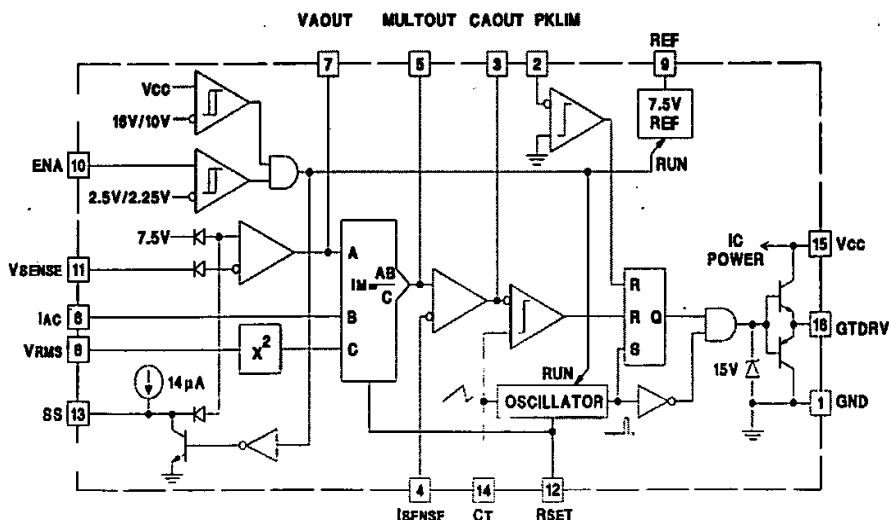 VAOUT MULTOUT CAOUT PKLIM
REF
7
5
3
2
9
VCC
16V/10V
7.5V
REF
ENA
10
2.5V/2.25V
RUN
7.5V
VSENSE
11
A
IM=AB/C
B
C
IAC
6
VRMS
8
X²
14µA
SS
13
R
R
S
Q
IC
POWER
15
VCC
16
GTDRV
15V
1
GND
RUN
OSCILLATOR
4
14
12
ISENSE
CT
RSET